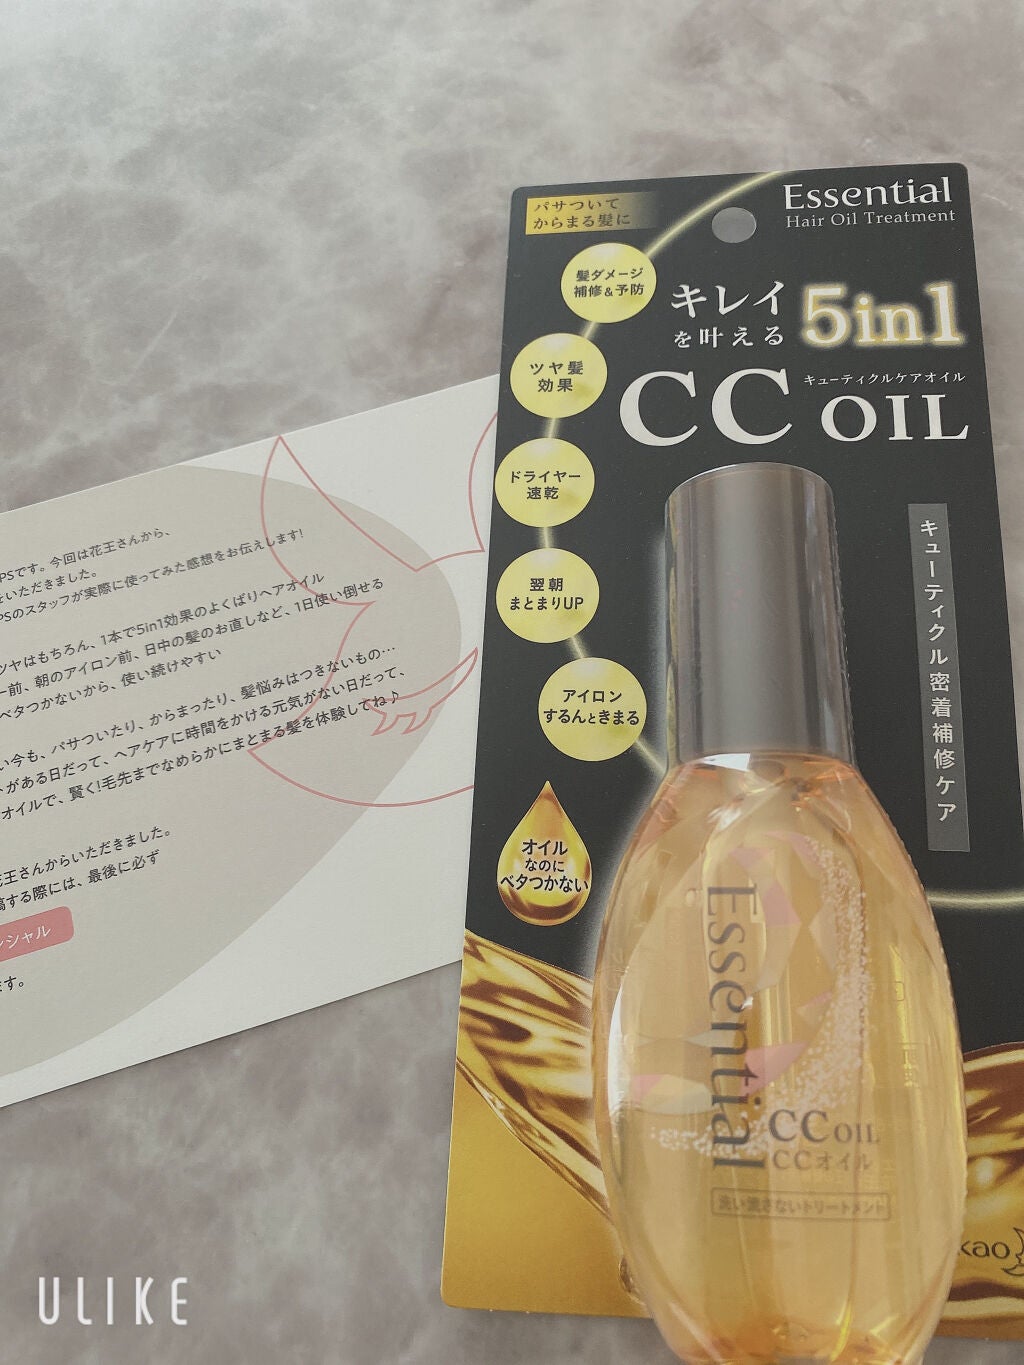 Essential
Hair Oil Treatment
パサついて
からまる髪に
髪ダメージ
補修&予防
キレイ
を叶える
5in1
キューティクルケアオイル
CC OIL
ツヤ髪
効果
ドライヤー
速乾
翌朝
まとまりUP
アイロン
するんときまる
オイル
なのに
ベタつかない
キューティクル密着補修ケア
Essential
CC OIL
CCオイル
洗い流さないトリートメント
kao
PSです。今回は花王さんから、
いただきました。
PSのスタッフが実際に使ってみた感想をお伝えします!
ツヤはもちろん、1本で5in1効果のよくばりヘアオイル
ー前、朝のアイロン前、日中の髪のお直しなど、1日使い倒せる
ベタつかないから、使い続けやすい
い今も、パサついたり、からまったり、髪悩みはつきないもの…
トがある日だって、ヘアケアに時間をかける元気がない日だって、
オイルで、賢く!毛先までなめらかにまとまる髪を体験してね♪
花王さんからいただきました。
稿する際には、最後に必ず
シャル
ます。
ULIKE